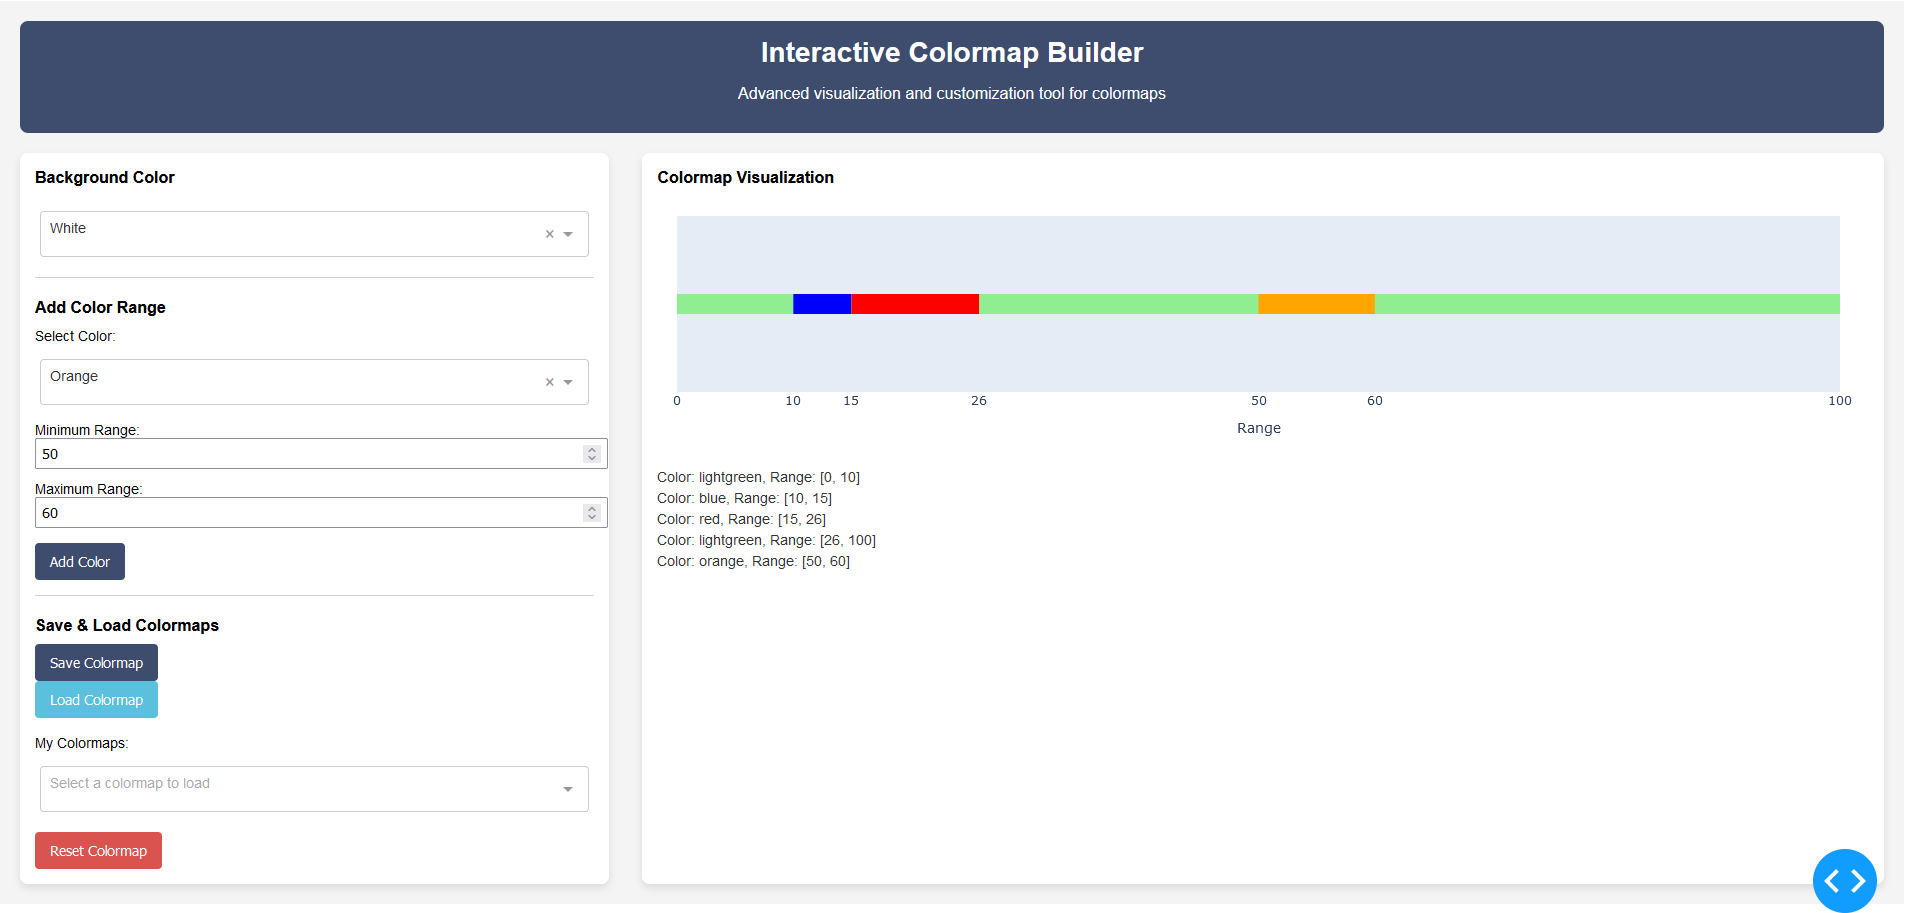 Interactive Colormap Builder
Advanced visualization and customization tool for colormaps
Background Color
White
Add Color Range
Select Color:
Orange
Minimum Range:
50
Maximum Range:
60
Add Color
Save & Load Colormaps
Save Colormap
Load Colormap
My Colormaps:
Select a colormap to load
Reset Colormap
Colormap Visualization
0 10 15 26 50 60 100
Range
Color: lightgreen, Range: [0, 10]
Color: blue, Range: [10, 15]
Color: red, Range: [15, 26]
Color: lightgreen, Range: [26, 100]
Color: orange, Range: [50, 60]